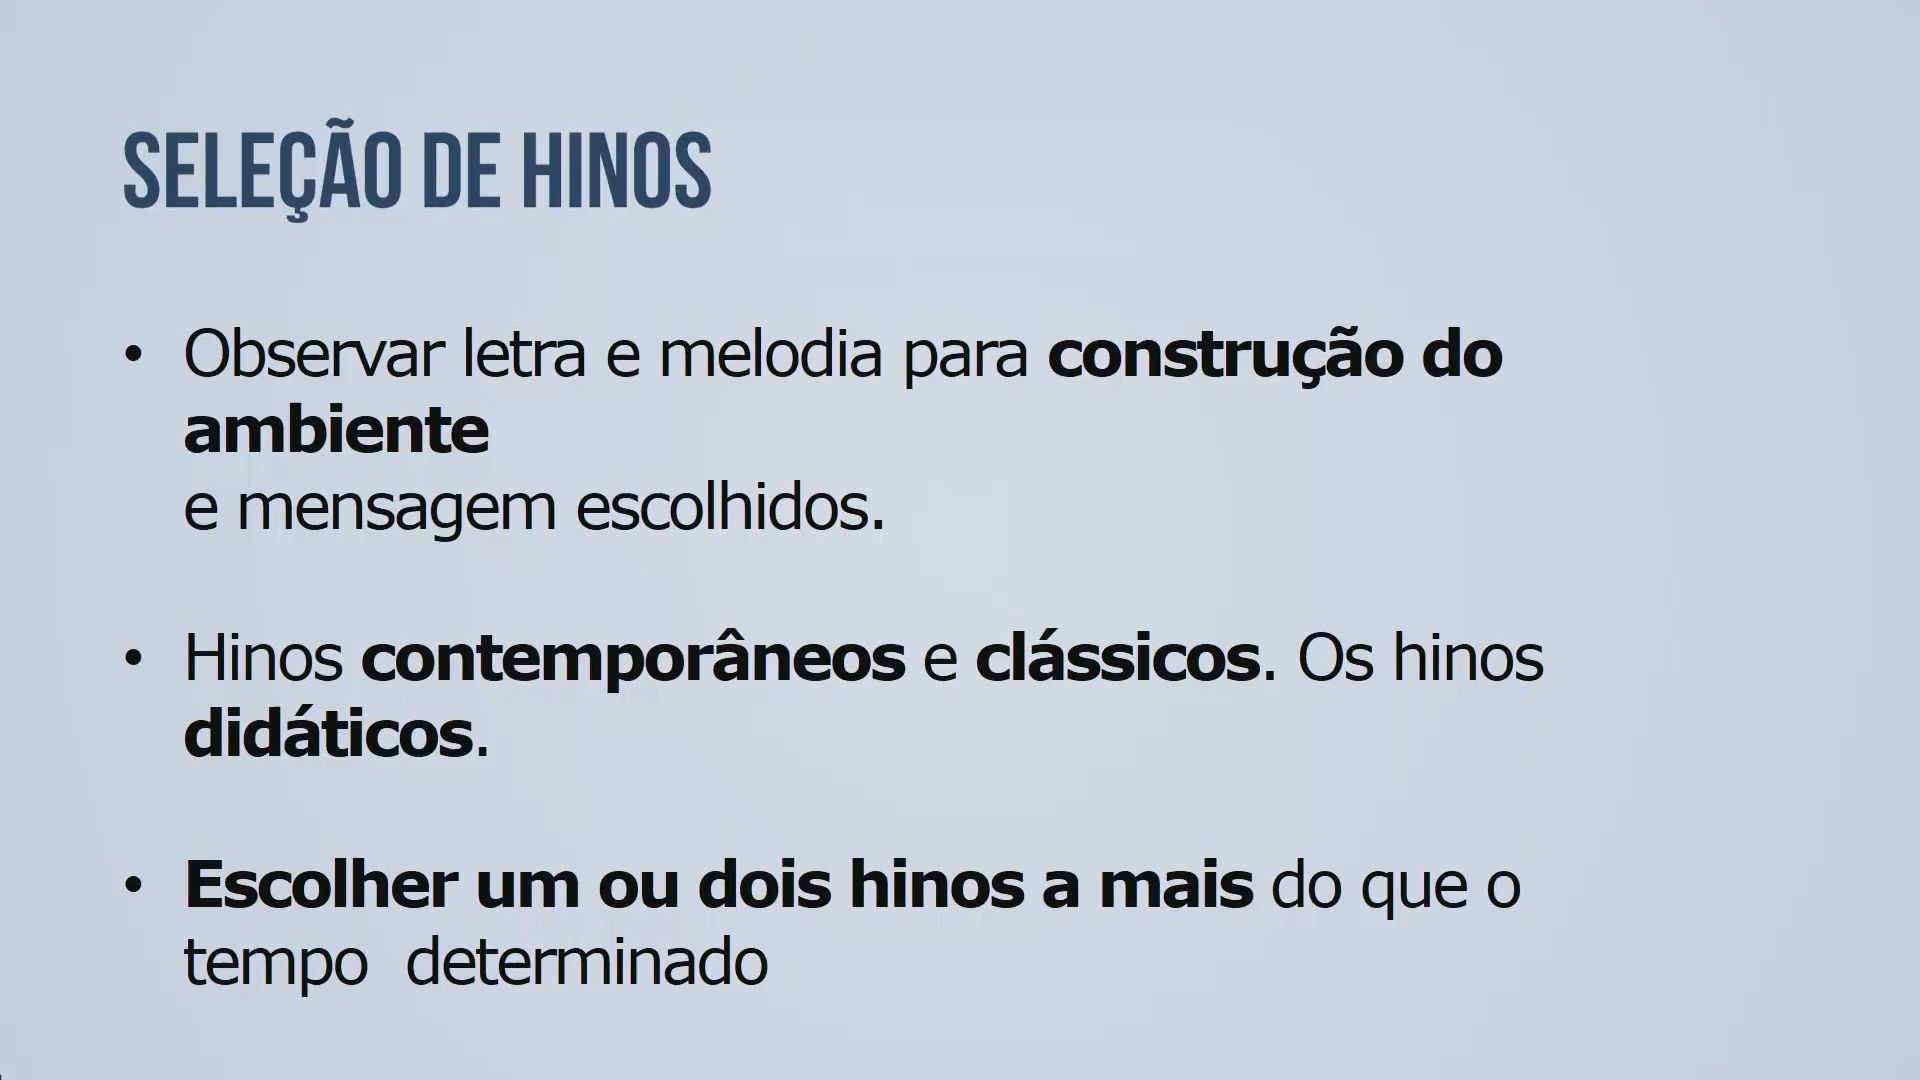 SELEÇÃO DE HINOS
• Observar letra e melodia para construção do
ambiente
e mensagem escolhidos.
• Hinos contemporâneos e clássicos. Os hinos
didáticos.
• Escolher um ou dois hinos a mais do que o
tempo  determinado